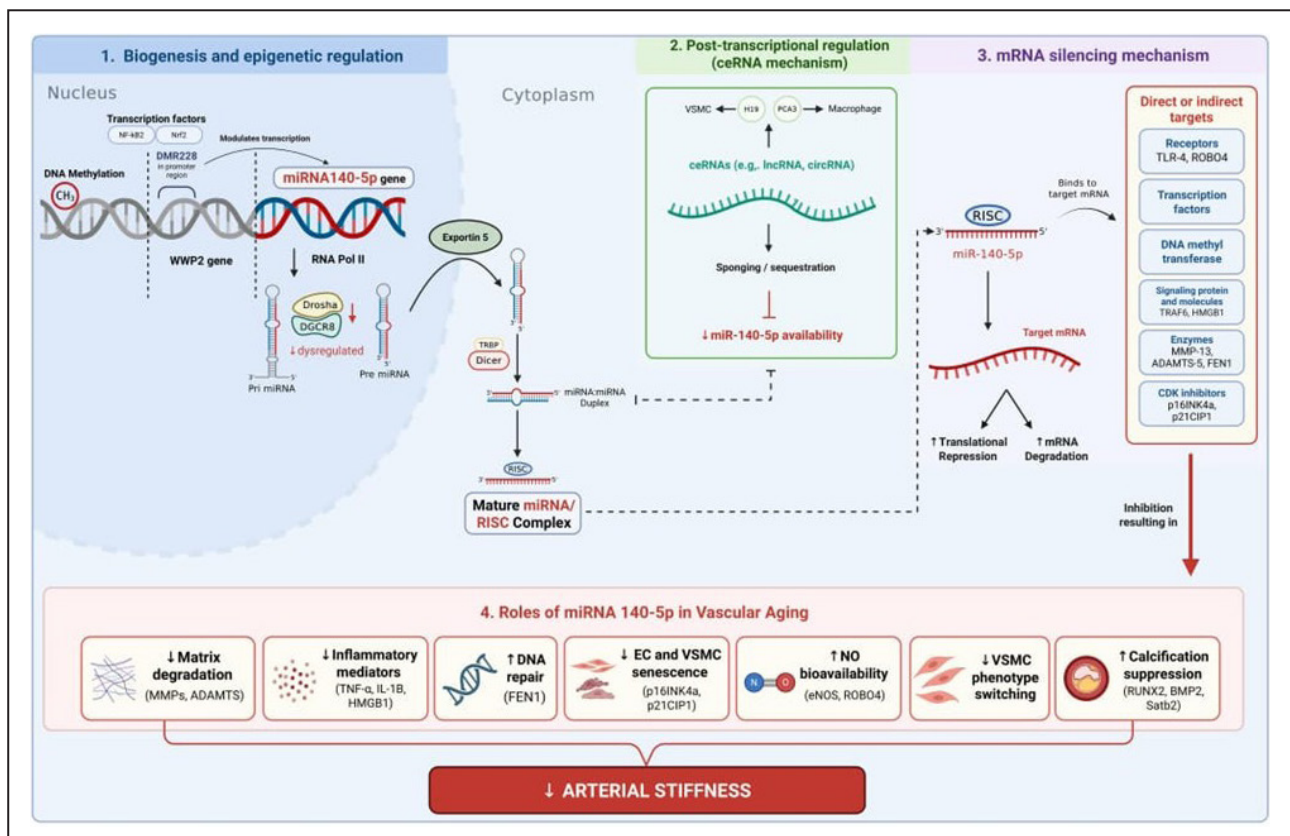 1. Biogenesis and epigenetic regulation
Nucleus
Transcription factors
NF-kB2
Nrf2
Modulates transcription
DMR228
in promoter
region
DNA Methylation
CH3
miRNA140-5p gene
WWP2 gene
RNA Pol II
Drosha
DGCR8
↓dysregulated
Pri miRNA
Pre miRNA
Exportin 5
Cytoplasm
3'
5'
TRBP
Dicer
miRNA:miRNA
Duplex
RISC
3'
5'
Mature miRNA/
RISC Complex
2. Post-transcriptional regulation
(ceRNA mechanism)
VSMC
H19
PCA3
Macrophage
ceRNAs (e.g,. lncRNA, circRNA)
Sponging / sequestration
↓miR-140-5p availability
3. mRNA silencing mechanism
RISC
3'
5'
miR-140-5p
Binds to
target mRNA
Target mRNA
↑Translational
Repression
↑mRNA
Degradation
Direct or indirect
targets
Receptors
TLR-4, ROBO4
Transcription
factors
DNA methyl
transferase
Signaling protein
and molecules
TRAF6, HMGB1
Enzymes
MMP-13,
ADAMTS-5, FEN1
CDK inhibitors
p16INK4a,
p21CIP1
Inhibition
resulting in
4. Roles of miRNA 140-5p in Vascular Aging
↓Matrix
degradation
(MMPs, ADAMTS)
↓Inflammatory
mediators
(TNF-α, IL-1B,
HMGB1)
↑DNA
repair
(FEN1)
↓ EC and VSMC
senescence
(p16INK4a,
p21CIP1)
N
O
↑NO
bioavailability
(eNOS, ROBO4)
↓VSMC
phenotype
switching
↑Calcification
suppression
(RUNX2, BMP2,
Satb2)
↓ ARTERIAL STIFFNESS